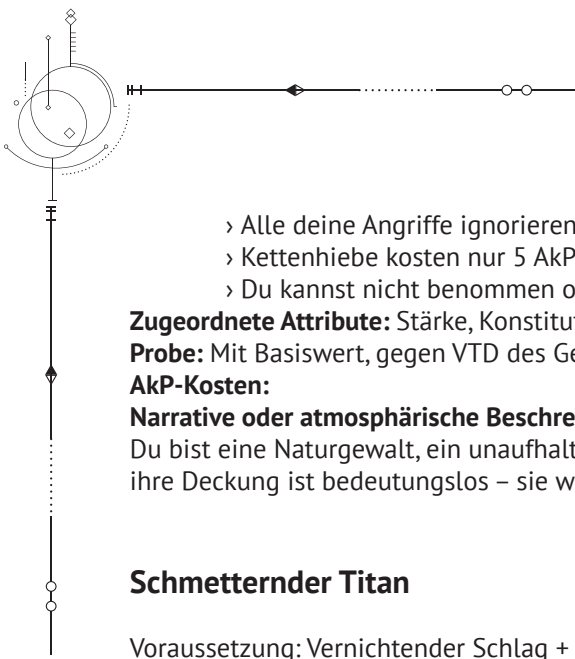 › Alle deine Angriffe ignorieren
› Kettenhiebe kosten nur 5 AkP
› Du kannst nicht benommen o
Zugeordnete Attribute: Stärke, Konstitut
Probe: Mit Basiswert, gegen VTD des Ge
AkP-Kosten:
Narrative oder atmosphärische Beschre
Du bist eine Naturgewalt, ein unaufhalt
ihre Deckung ist bedeutungslos – sie w
Schmetternder Titan
Voraussetzung: Vernichtender Schlag +